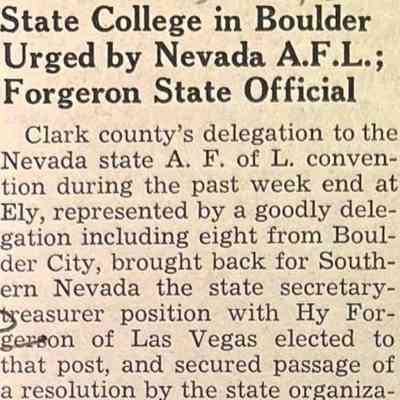 State College in Boulder
Urged by Nevada A.F.L.;
Forgeron State Official
Clark county's delegation to the
Nevada state A. F. of L. conven-
tion during the past week end at
Ely, represented by a goodly dele-
gation including eight from Boul-
der City, brought back for South-
ern Nevada the state secretary-
treasurer position with Hy For-
gerson of Las Vegas elected to
that post, and secured passage of
a resolution by the state organiza-